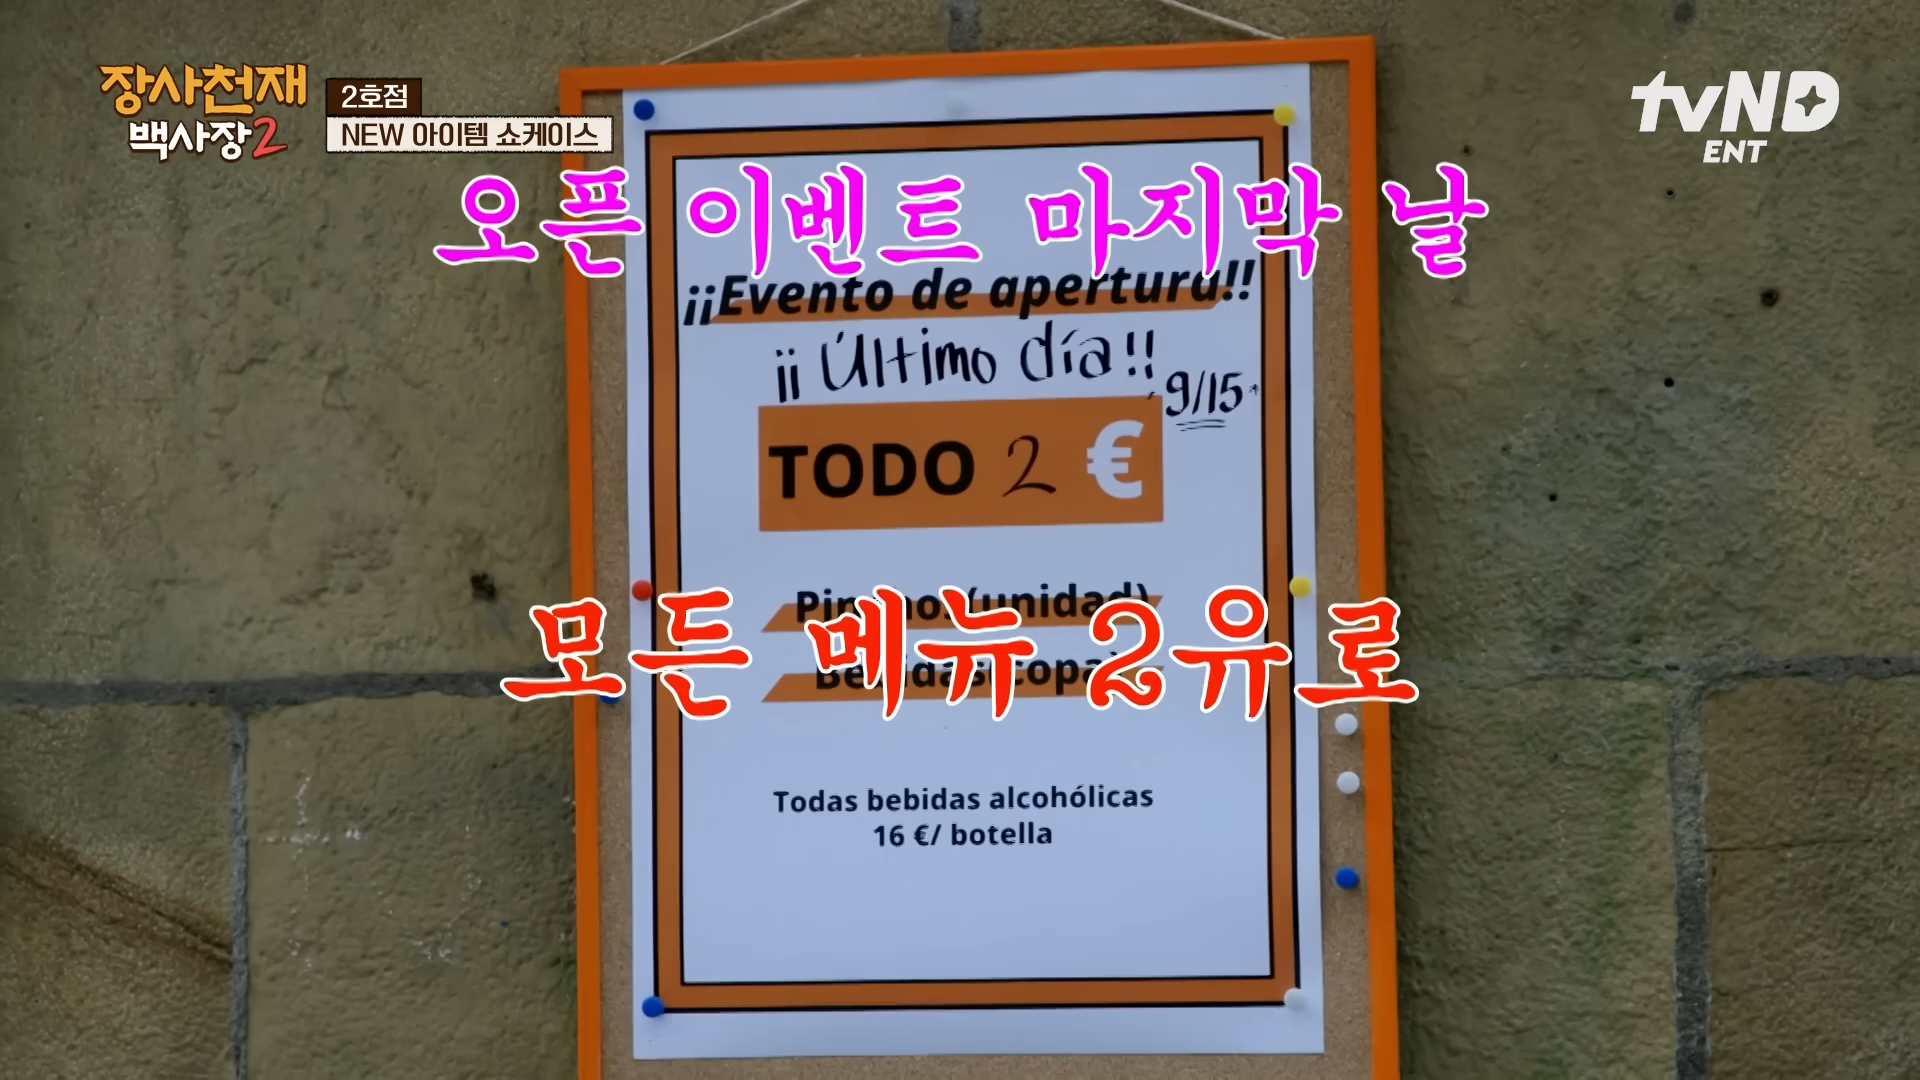 장사천재
백사장2
2호점
NEW 아이템 쇼케이스
tvND
ENT
오픈 이벤트 마지막 날
¡¡Evento de apertura!!
¡¡Último día!!
9/15
TODO 2 €
(unidad)
모든 메뉴 2유로
Todas bebidas alcohólicas
16 €/ botella